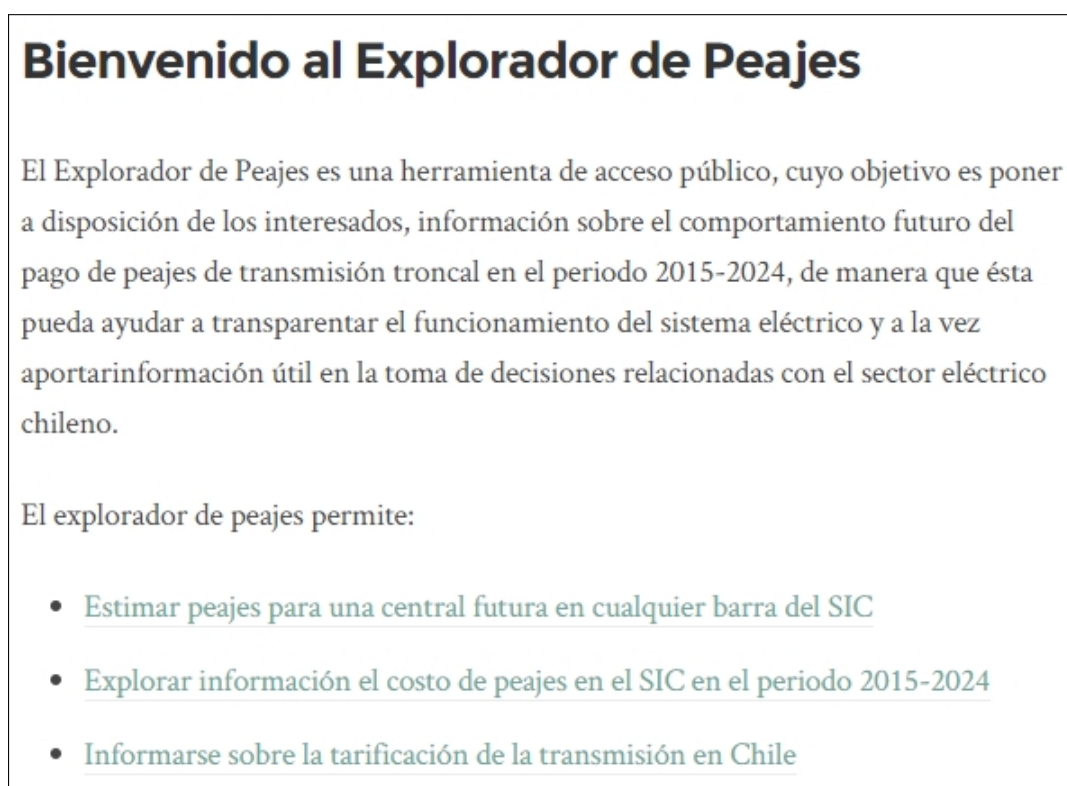 Bienvenido al Explorador de Peajes
El Explorador de Peajes es una herramienta de acceso público, cuyo objetivo es poner
a disposición de los interesados, información sobre el comportamiento futuro del
pago de peajes de transmisión troncal en el periodo 2015-2024, de manera que ésta
pueda ayudar a transparentar el funcionamiento del sistema eléctrico y a la vez
aportarinformación útil en la toma de decisiones relacionadas con el sector eléctrico
chileno.
El explorador de peajes permite:
• Estimar peajes para una central futura en cualquier barra del SIC
• Explorar información el costo de peajes en el SIC en el periodo 2015-2024
• Informarse sobre la tarificación de la transmisión en Chile